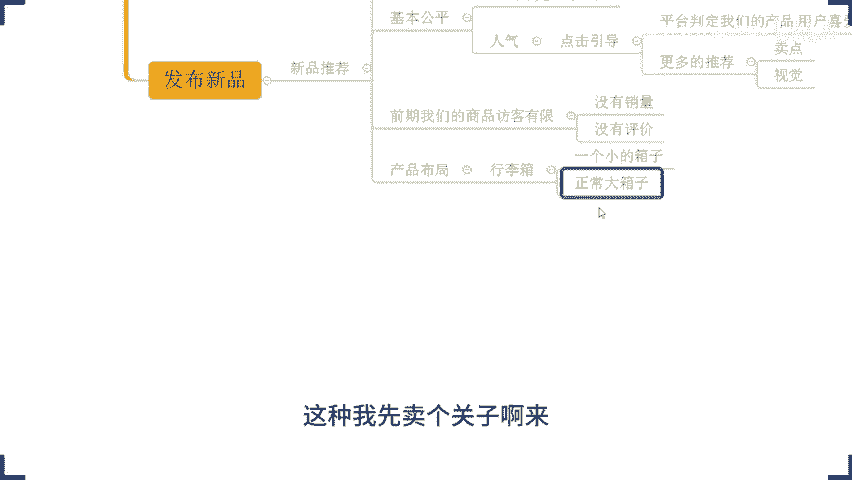 基本公平
人气
点击引导
平台判定我们的产品 用户喜
更多的推荐
卖点
视觉
发布新品
新品推荐
前期我们的商品访客有限
没有销量
没有评价
产品布局
行李箱
一个小的箱子
正常大箱子
这种我先卖个关子啊来